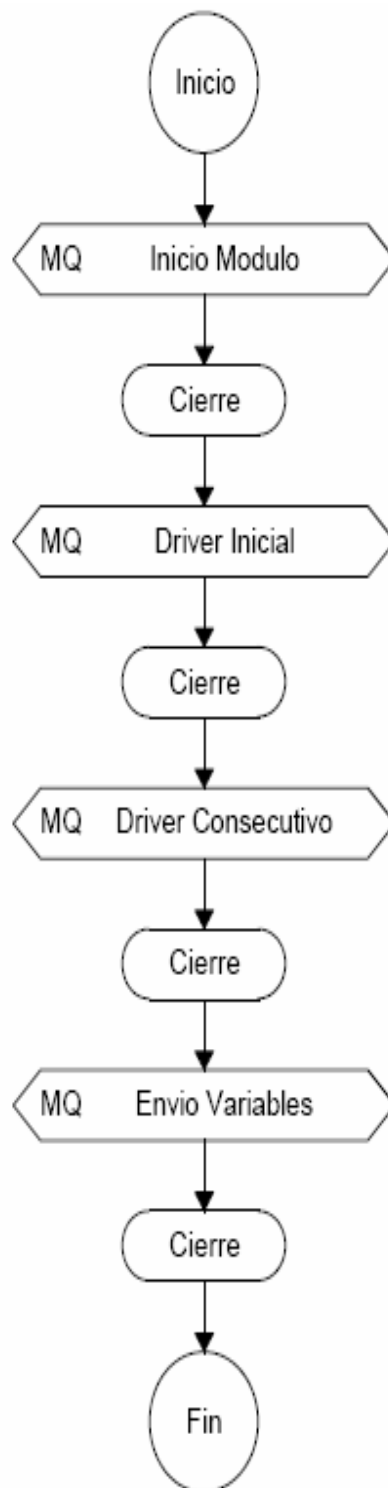 Inicio
MQ Inicio Modulo
Cierre
MQ Driver Inicial
Cierre
MQ Driver Consecutivo
Cierre
MQ Envio Variables
Cierre
Fin